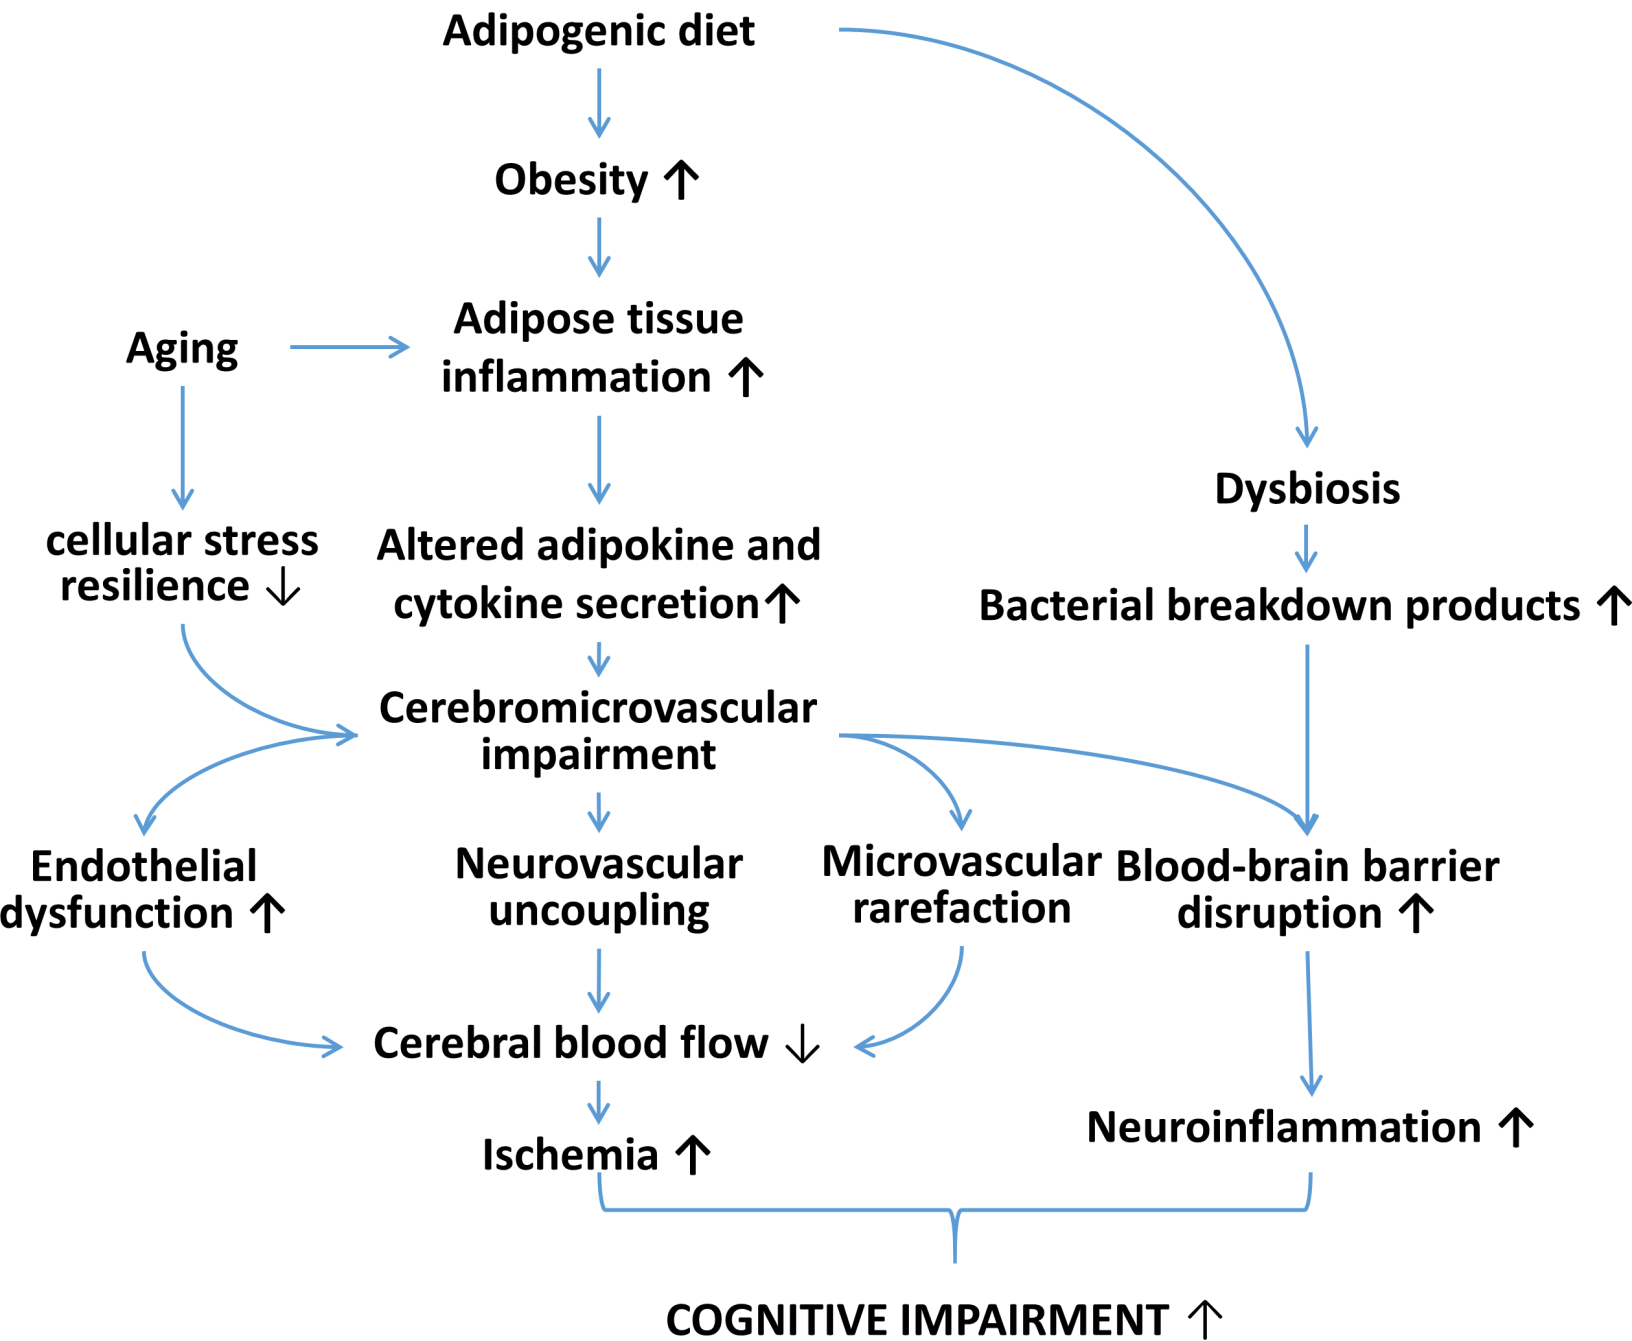 Adipogenic diet
Obesity ↑
Aging
Adipose tissue
inflammation ↑
Dysbiosis
cellular stress
resilience ↓
Altered adipokine and
cytokine secretion↑
Bacterial breakdown products ↑
Cerebromicrovascular
impairment
Endothelial
dysfunction ↑
Neurovascular
uncoupling
Microvascular
rarefaction
Blood-brain barrier
disruption ↑
Cerebral blood flow ↓
Ischemia ↑
Neuroinflammation ↑
COGNITIVE IMPAIRMENT ↑